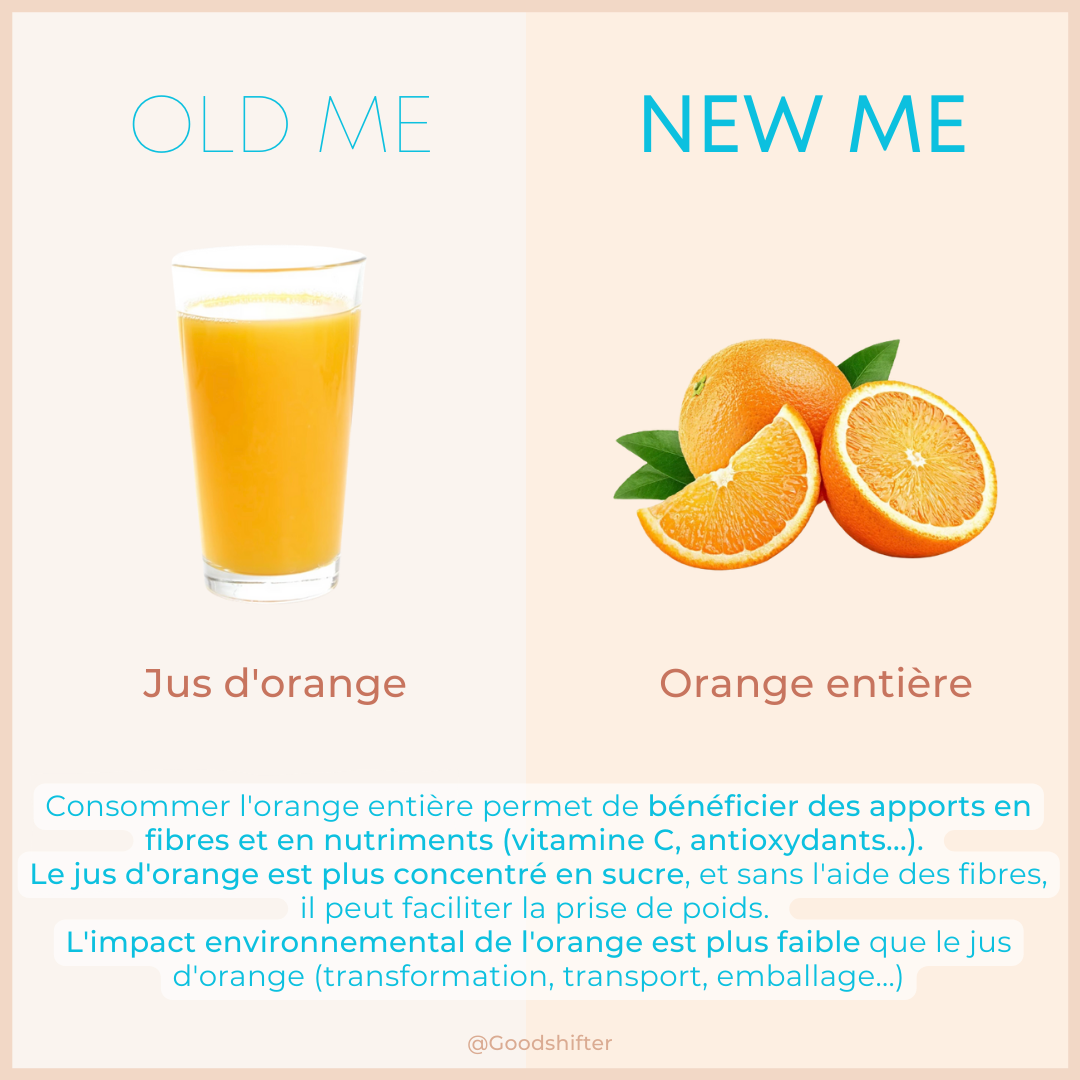 OLD ME
NEW ME
Jus d'orange
Orange entière
Consommer l'orange entière permet de bénéficier des apports en
fibres et en nutriments (vitamine C, antioxydants...).
Le jus d'orange est plus concentré en sucre, et sans l'aide des fibres,
il peut faciliter la prise de poids.
L'impact environnemental de l'orange est plus faible que le jus
d'orange (transformation, transport, emballage...)
@Goodshifter